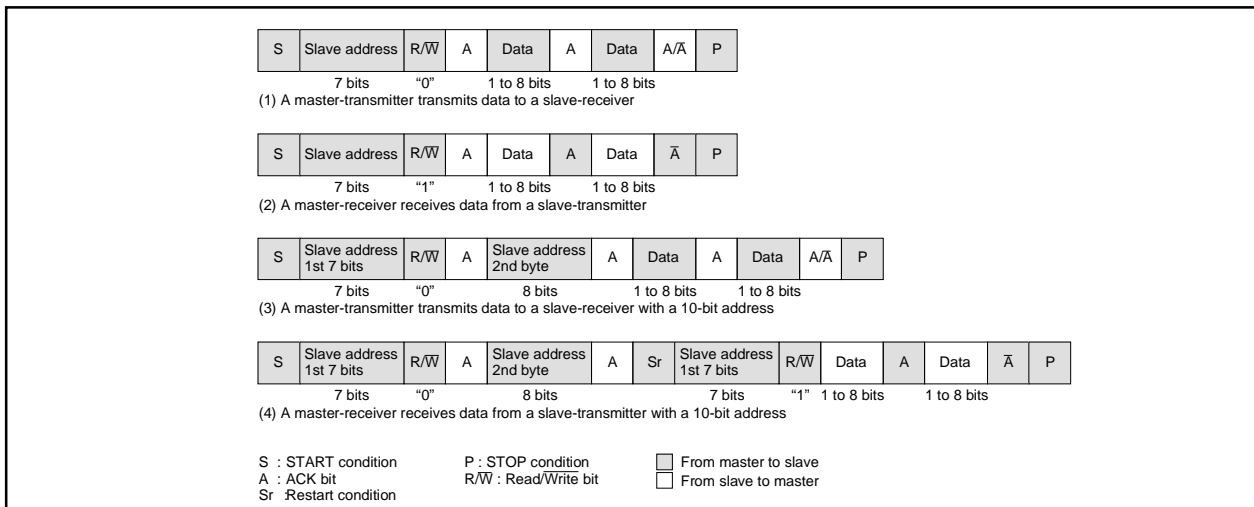 S Slave address R/W̅ A Data A Data A/A̅ P
7 bits “0” 1 to 8 bits 1 to 8 bits
(1) A master-transmitter transmits data to a slave-receiver
S Slave address R/W̅ A Data A Data A̅ P
7 bits “1” 1 to 8 bits 1 to 8 bits
(2) A master-receiver receives data from a slave-transmitter
S Slave address 1st 7 bits R/W̅ A Slave address 2nd byte A Data A Data A/A̅ P
7 bits “0” 8 bits 1 to 8 bits 1 to 8 bits
(3) A master-transmitter transmits data to a slave-receiver with a 10-bit address
S Slave address 1st 7 bits R/W̅ A Slave address 2nd byte A Sr Slave address 1st 7 bits R/W̅ Data A Data A̅ P
7 bits “0” 8 bits 7 bits “1” 1 to 8 bits 1 to 8 bits
(4) A master-receiver receives data from a slave-transmitter with a 10-bit address
S : START condition P : STOP condition From master to slave
A : ACK bit R/W̅ : Read/W̅r̅i̅t̅e̅ bit From slave to master
Sr :Restart condition